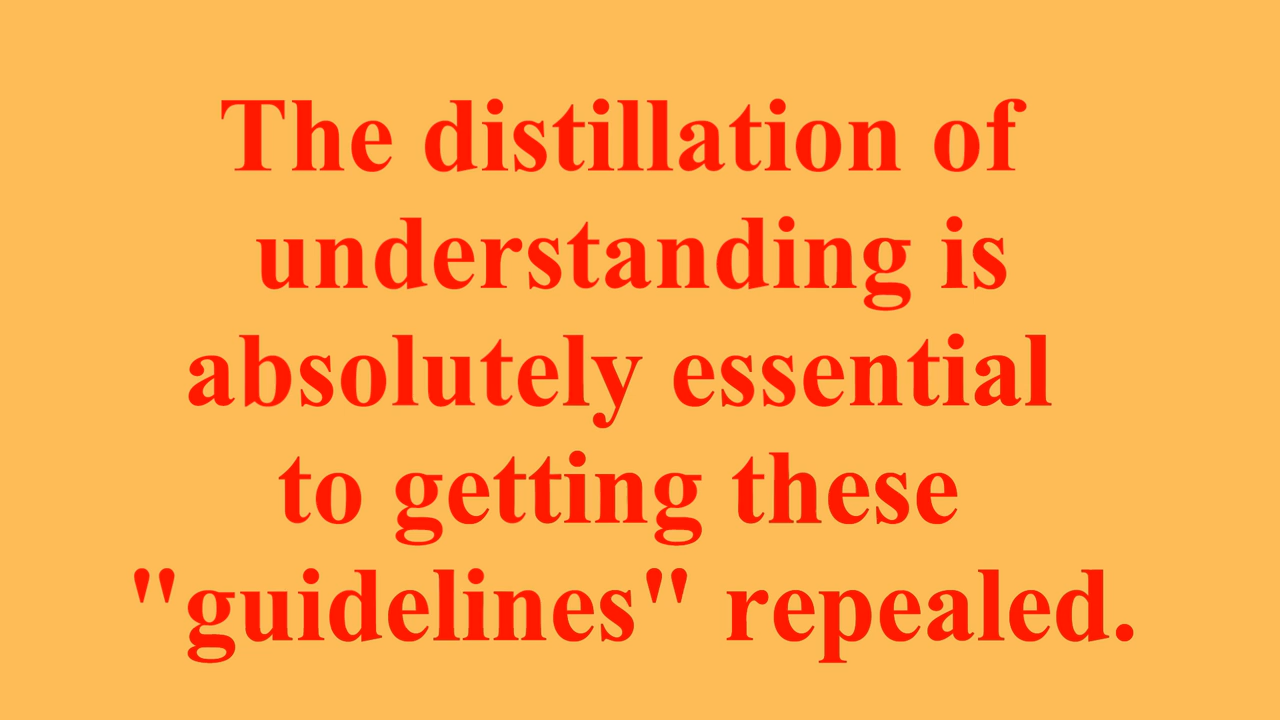 The distillation of
understanding is
absolutely essential
to getting these
"guidelines" repealed.